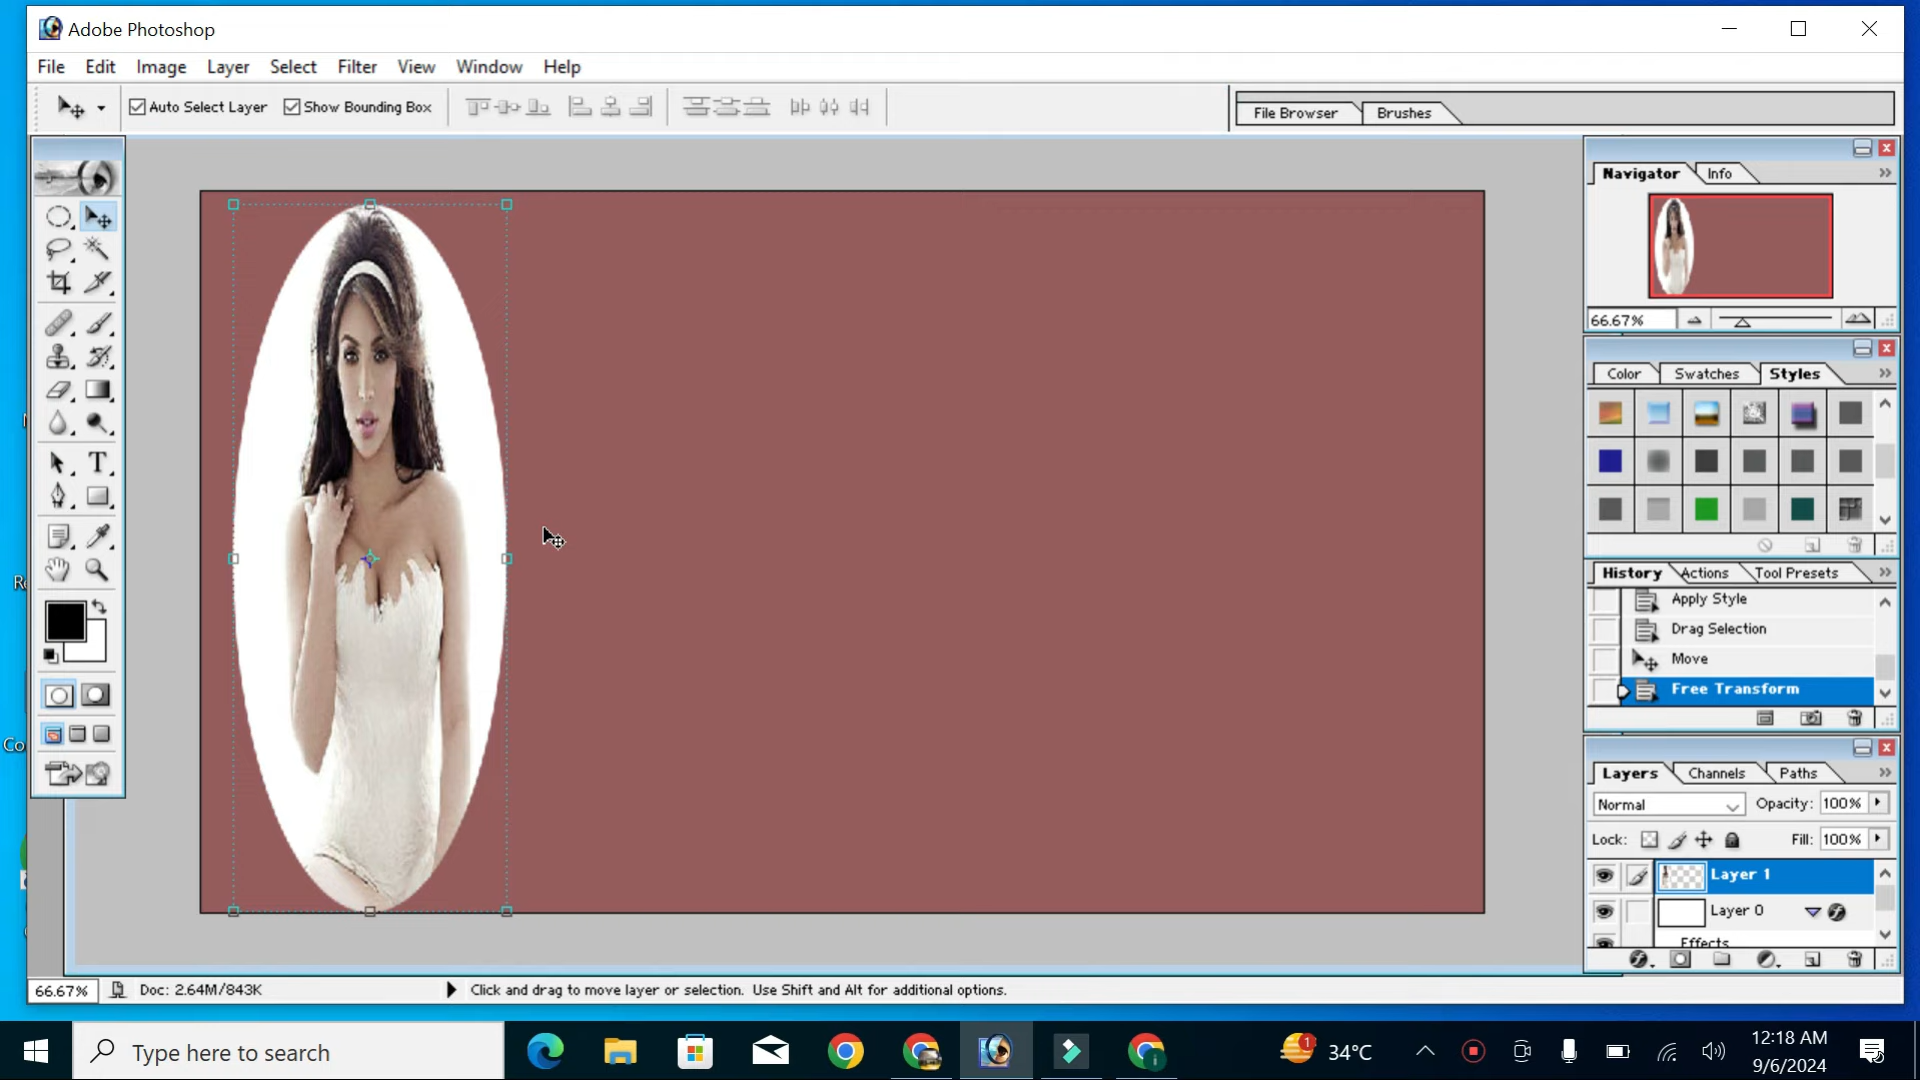 Adobe Photoshop
File Edit Image Layer Select Filter View Window Help
Auto Select Layer Show Bounding Box
File Browser Brushes
Navigator Info
66.67%
Color Swatches Styles
T
History Actions Tool Presets
Apply Style
Drag Selection
Move
Free Transform
Layers Channels Paths
Normal Opacity: 100%
Lock: Fill: 100%
Layer 1
Layer 0
Effects
66.67% Doc: 2.64M/843K Click and drag to move layer or selection. Use Shift and Alt for additional options.
Type here to search
1 34°C
12:18 AM
9/6/2024